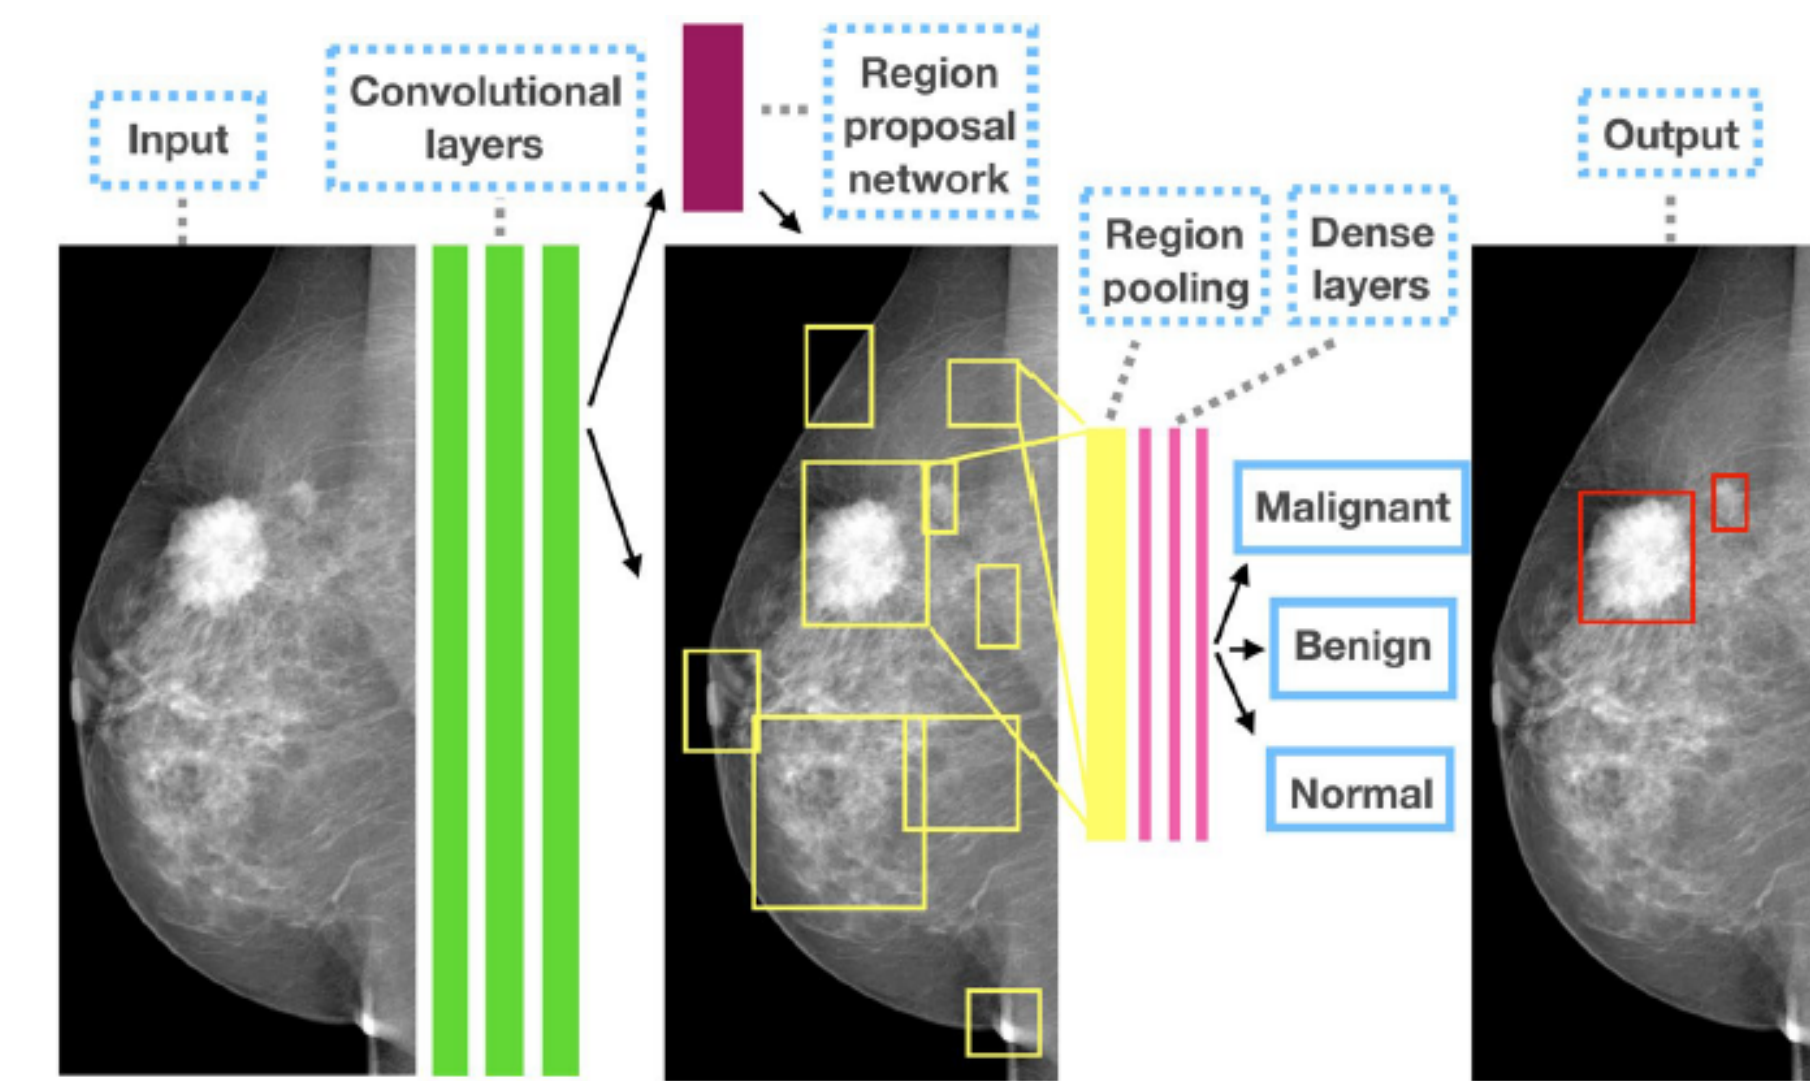 Input
Convolutional
layers
Region
proposal
network
Region
pooling
Dense
layers
Malignant
Benign
Normal
Output